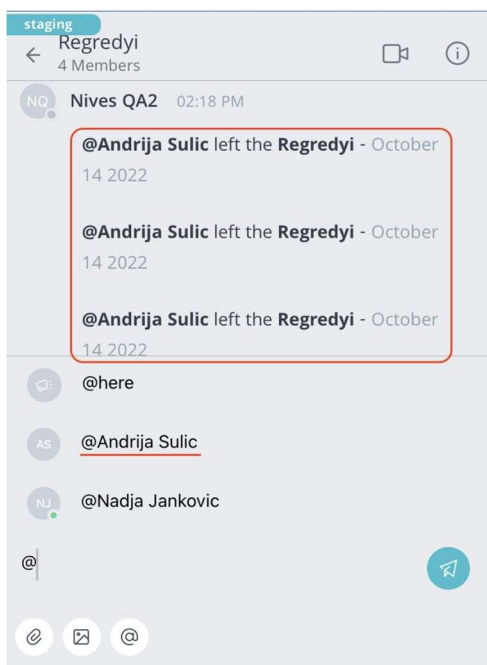 staging
Regredyi
4 Members
NQ
Nives QA2 02:18 PM
@Andrija Sulic left the Regredyi - October
14 2022
@Andrija Sulic left the Regredyi - October
14 2022
@Andrija Sulic left the Regredyi - October
14 2022
@here
AS
@Andrija Sulic
NJ
@Nadja Jankovic
@